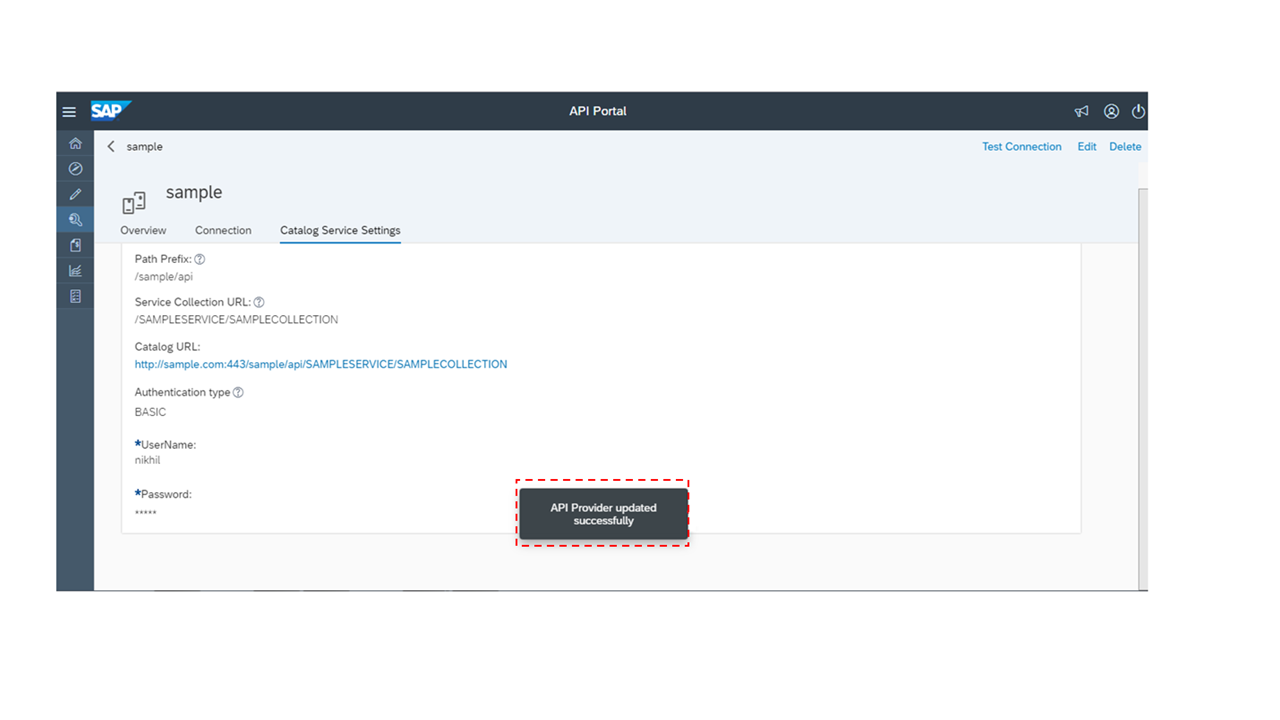 SAP
API Portal
sample
Test Connection Edit Delete
sample
Overview Connection Catalog Service Settings
Path Prefix:
/sample/api
Service Collection URL:
/SAMPLESERVICE/SAMPLECOLLECTION
Catalog URL:
http://sample.com:443/sample/api/SAMPLESERVICE/SAMPLECOLLECTION
Authentication type
BASIC
*UserName:
nikhil
*Password:
*****
API Provider updated
successfully